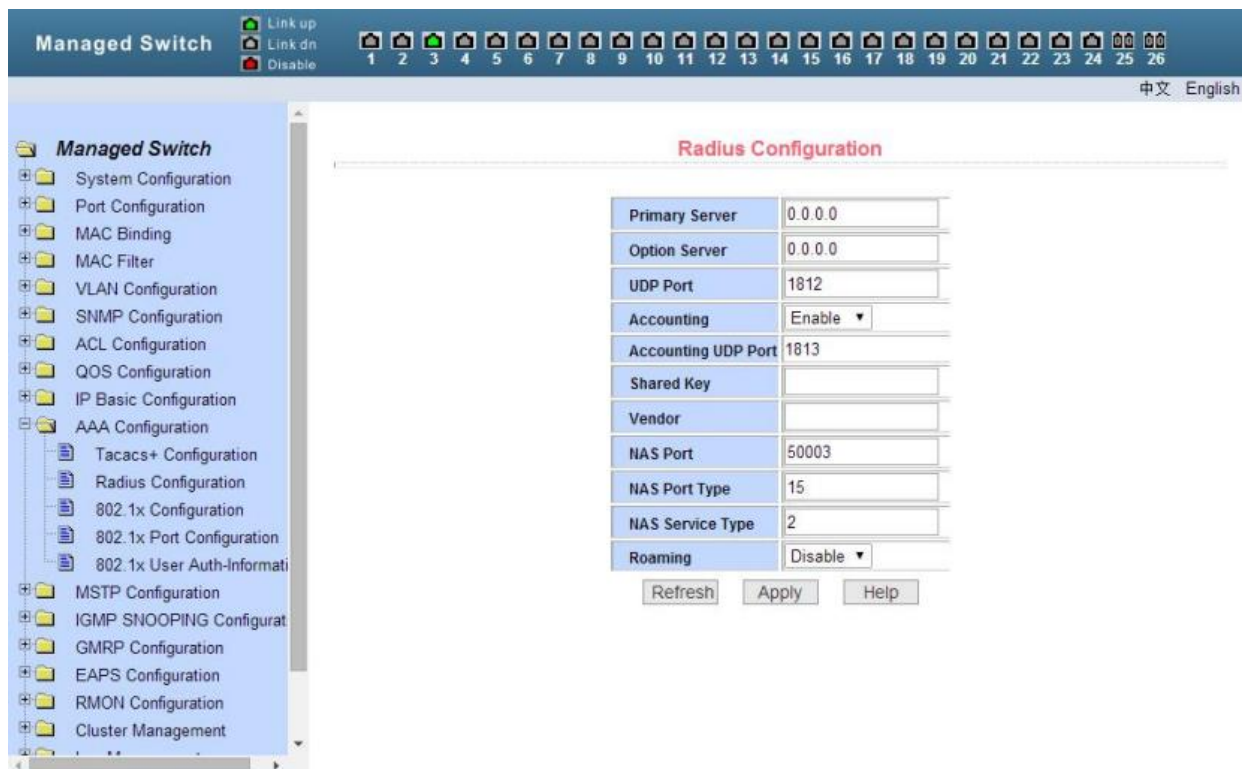 Managed Switch
Link up
Link dn
Disable
1 2 3 4 5 6 7 8 9 10 11 12 13 14 15 16 17 18 19 20 21 22 23 24 25 26
中文 English
Managed Switch
System Configuration
Port Configuration
MAC Binding
MAC Filter
VLAN Configuration
SNMP Configuration
ACL Configuration
QOS Configuration
IP Basic Configuration
AAA Configuration
Tacacs+ Configuration
Radius Configuration
802.1x Configuration
802.1x Port Configuration
802.1x User Auth-Informati
MSTP Configuration
IGMP SNOOPING Configurat
GMRP Configuration
EAPS Configuration
RMON Configuration
Cluster Management
Radius Configuration
Primary Server 0.0.0.0
Option Server 0.0.0.0
UDP Port 1812
Accounting Enable
Accounting UDP Port 1813
Shared Key
Vendor
NAS Port 50003
NAS Port Type 15
NAS Service Type 2
Roaming Disable
Refresh Apply Help